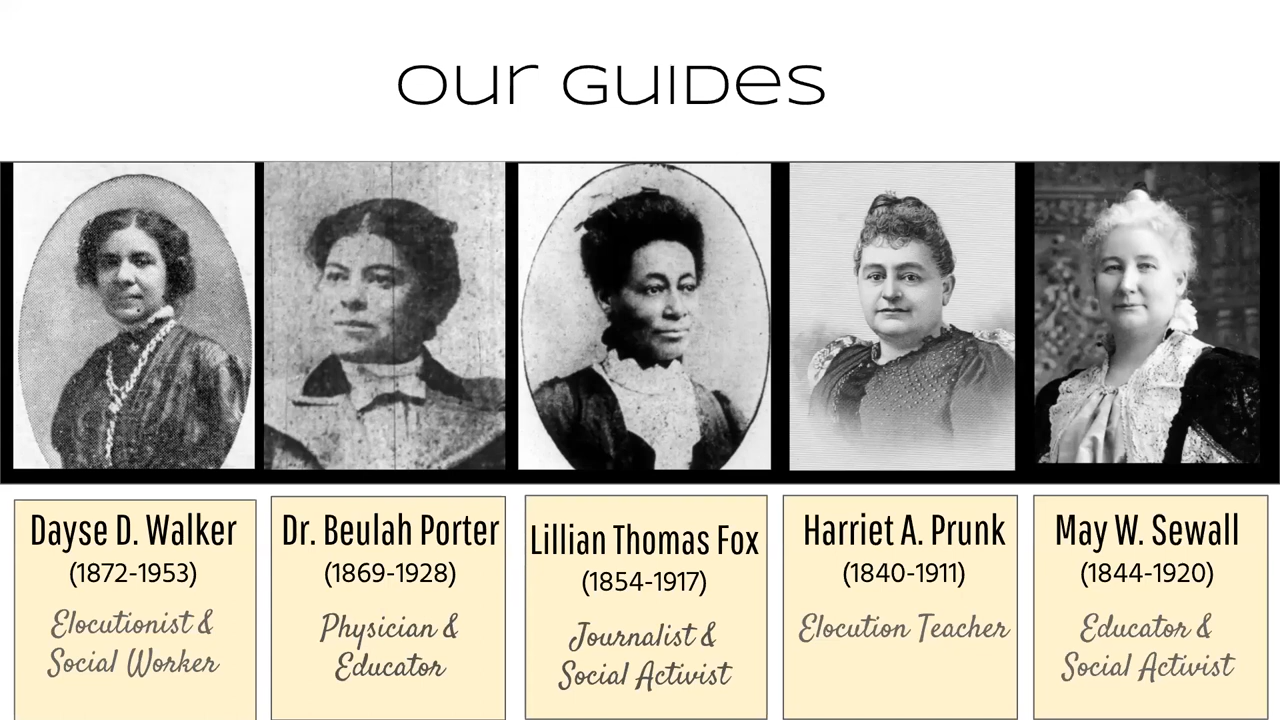 Our Guides
Dayse D. Walker
(1872-1953)
Elocutionist &
Social Worker
Dr. Beulah Porter
(1869-1928)
Physician &
Educator
Lillian Thomas Fox
(1854-1917)
Journalist &
Social Activist
Harriet A. Prunk
(1840-1911)
Elocution Teacher
May W. Sewall
(1844-1920)
Educator &
Social Activist